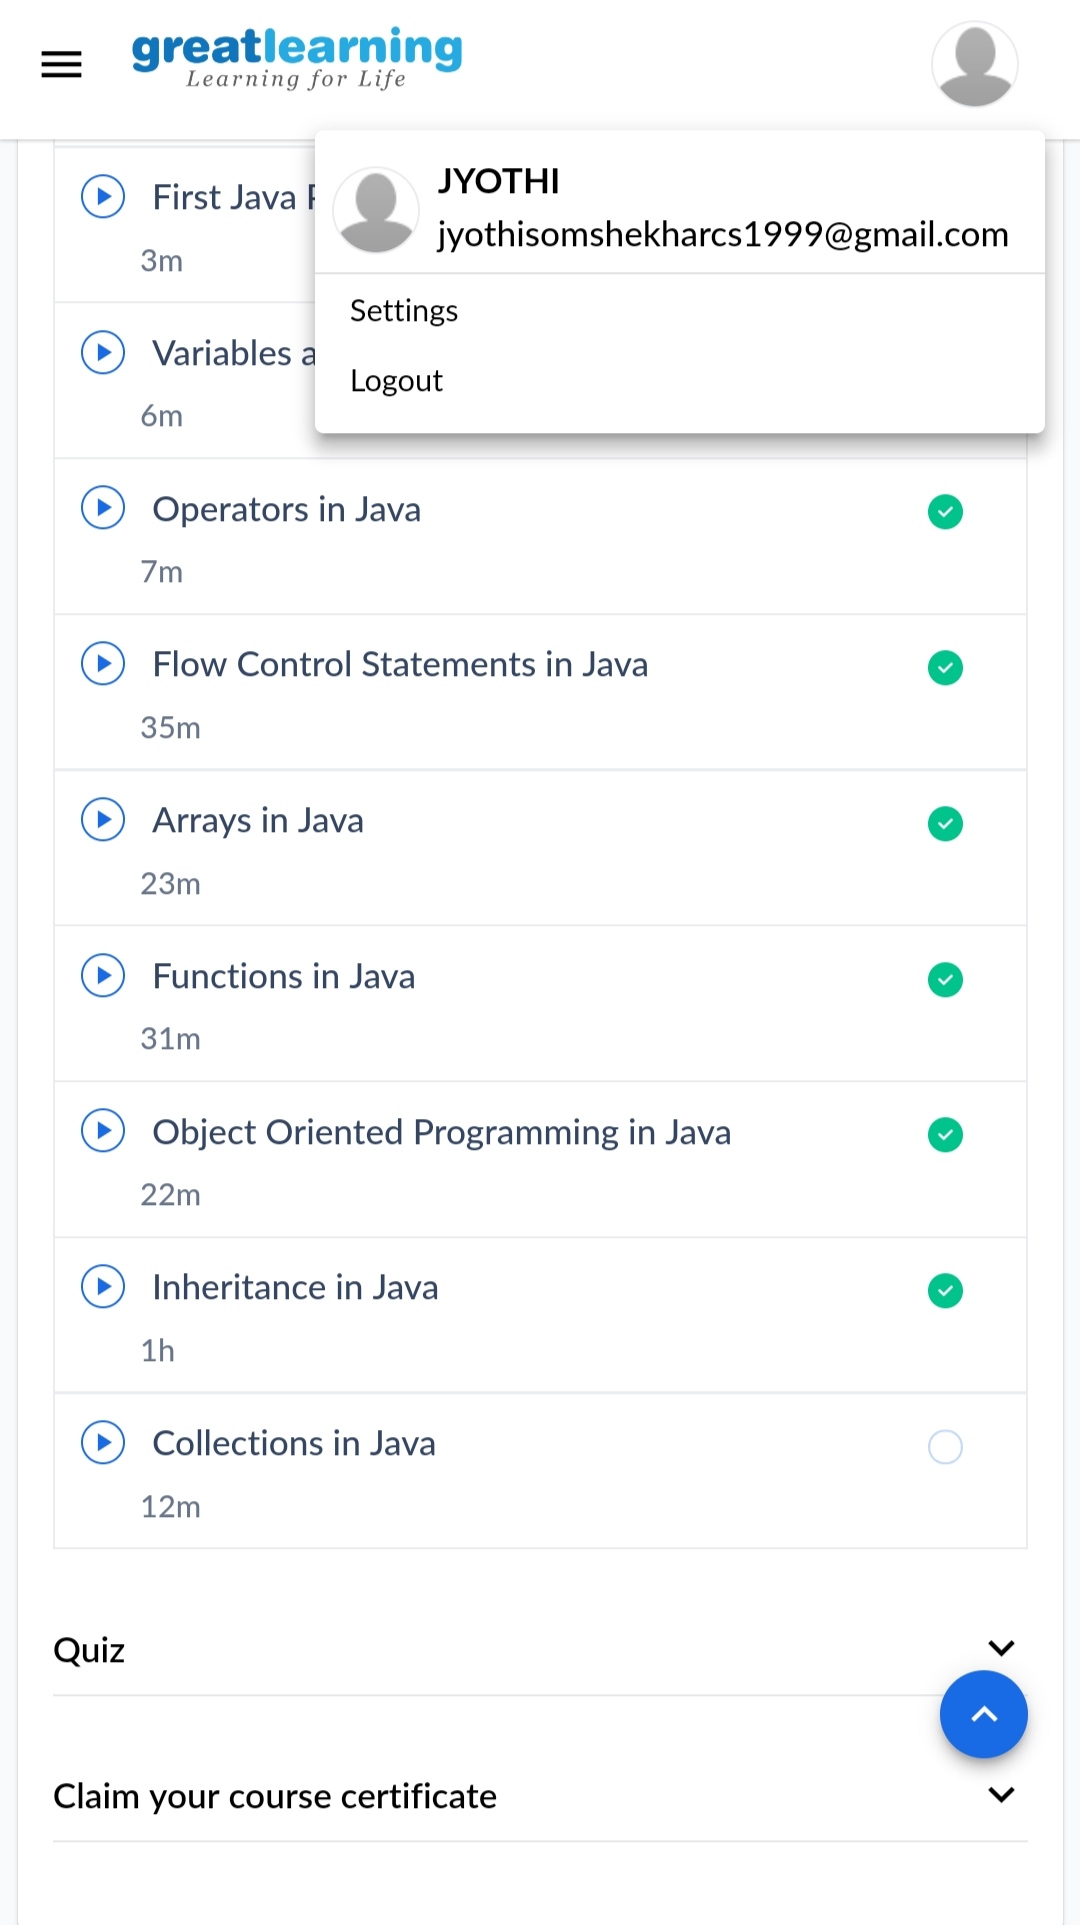 greatlearning
Learning for Life
JYOTHI
jyothisomshekharcs1999@gmail.com
Settings
Logout
First Java
3m
Variables
6m
Operators in Java
7m
Flow Control Statements in Java
35m
Arrays in Java
23m
Functions in Java
31m
Object Oriented Programming in Java
22m
Inheritance in Java
1h
Collections in Java
12m
Quiz
Claim your course certificate